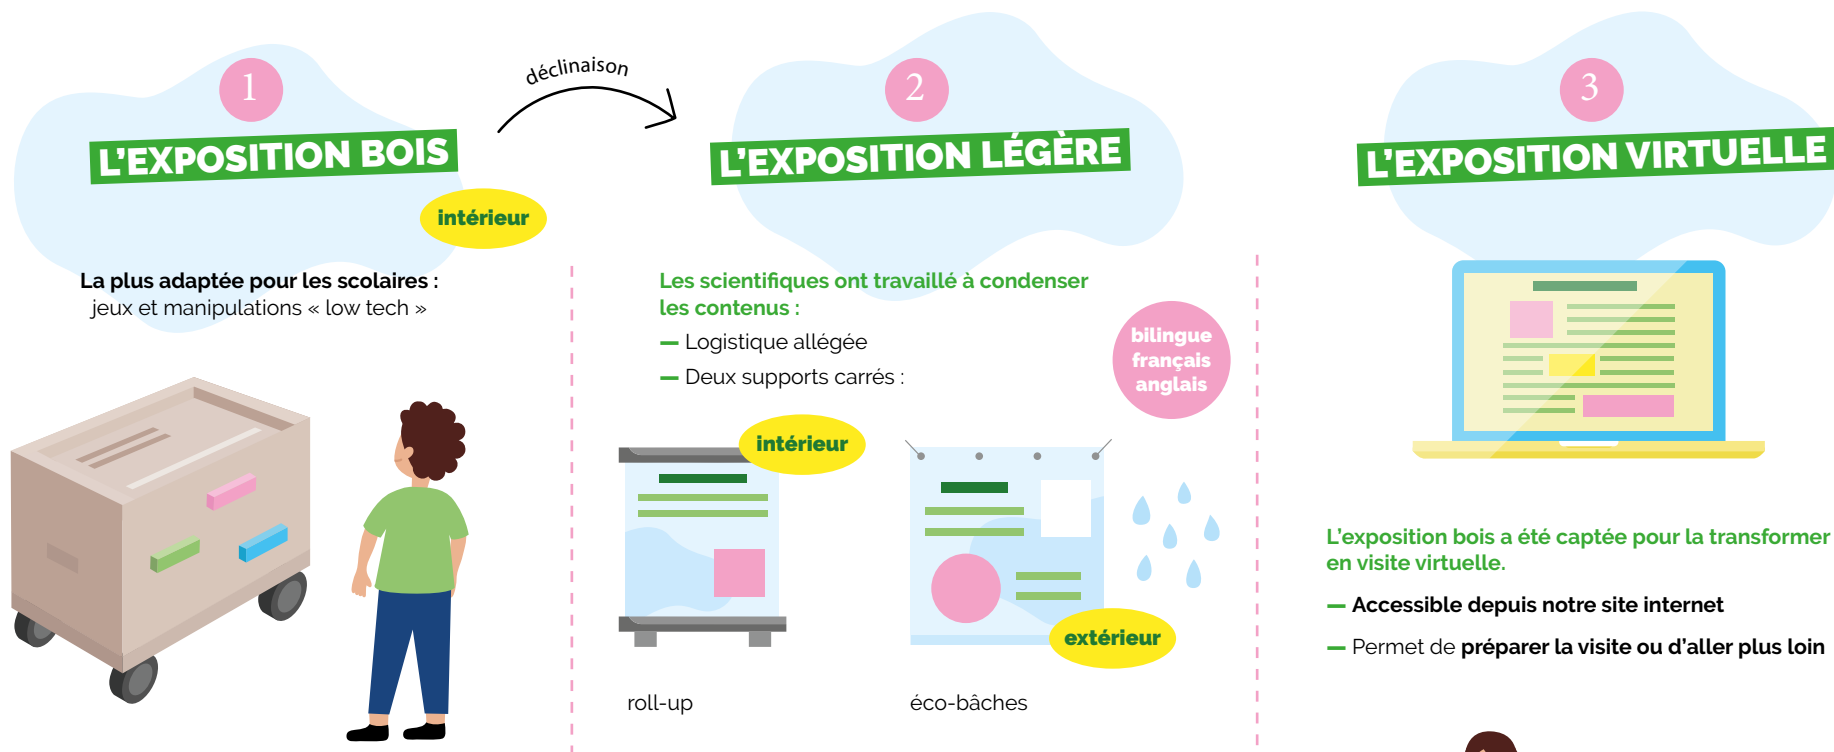 1
L'EXPOSITION BOIS
intérieur
La plus adaptée pour les scolaires :
jeux et manipulations « low tech »
déclinaison
2
L'EXPOSITION LÉGÈRE
Les scientifiques ont travaillé à condenser
les contenus :
— Logistique allégée
— Deux supports carrés :
bilingue
français
anglais
intérieur
extérieur
roll-up
éco-bâches
3
L'EXPOSITION VIRTUELLE
L'exposition bois a été captée pour la transformer
en visite virtuelle.
— Accessible depuis notre site internet
— Permet de préparer la visite ou d'aller plus loin